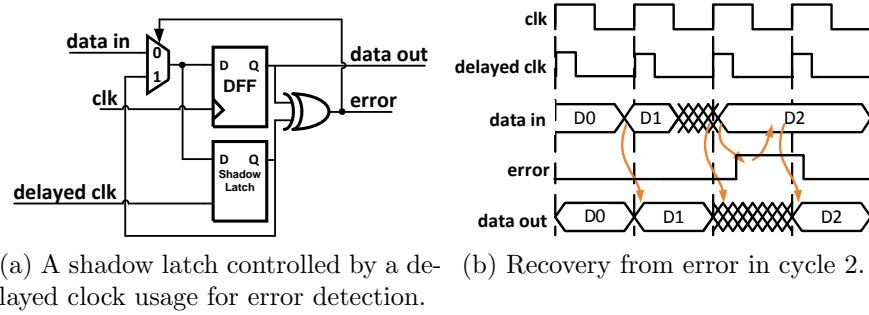 data in
0
1
D Q
DFF
data out
clk
error
D Q
Shadow
Latch
delayed clk
clk
delayed clk
data in
D0
D1
D2
error
data out
D0
D1
D2
(a) A shadow latch controlled by a de-
layed clock usage for error detection.
(b) Recovery from error in cycle 2.